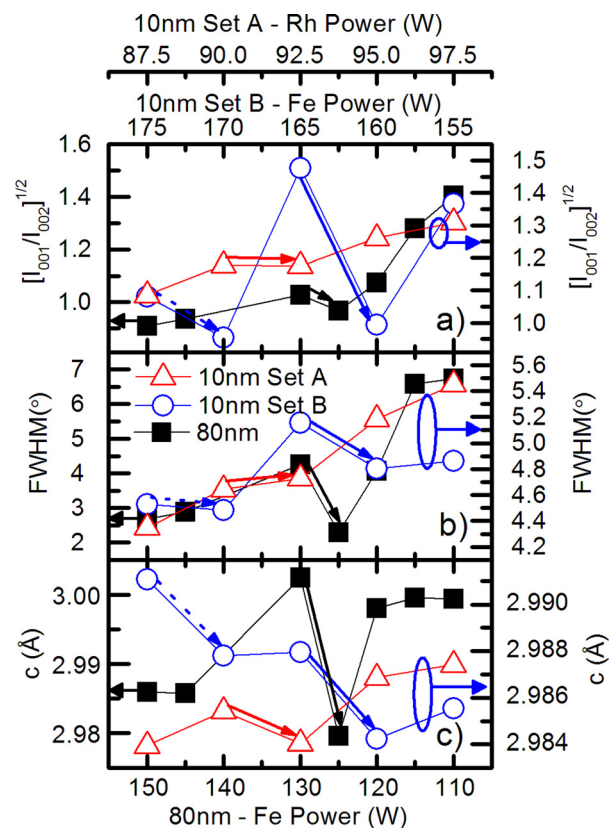 10nm Set A - Rh Power (W)
87.5 90.0 92.5 95.0 97.5
10nm Set B - Fe Power (W)
175 170 165 160 155
[I001/I002]1/2
1.6
1.4
1.2
1.0
1.5
1.4
1.3
1.2
1.1
1.0
[I001/I002]1/2
a)
FWHM(°)
7
6
5
4
3
2
10nm Set A
10nm Set B
80nm
5.6
5.4
5.2
5.0
4.8
4.6
4.4
4.2
FWHM(°)
b)
c (Å)
3.00
2.99
2.98
2.990
2.988
2.986
2.984
c (Å)
c)
150 140 130 120 110
80nm - Fe Power (W)